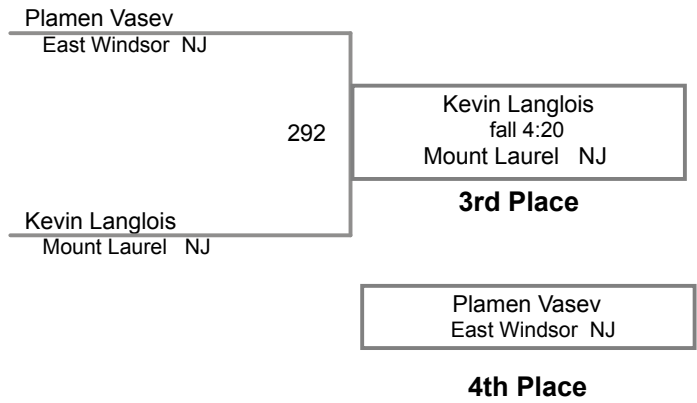 Plamen Vasev
East Windsor NJ
292
Kevin Langlois
fall 4:20
Mount Laurel NJ
3rd Place
Kevin Langlois
Mount Laurel NJ
Plamen Vasev
East Windsor NJ
4th Place